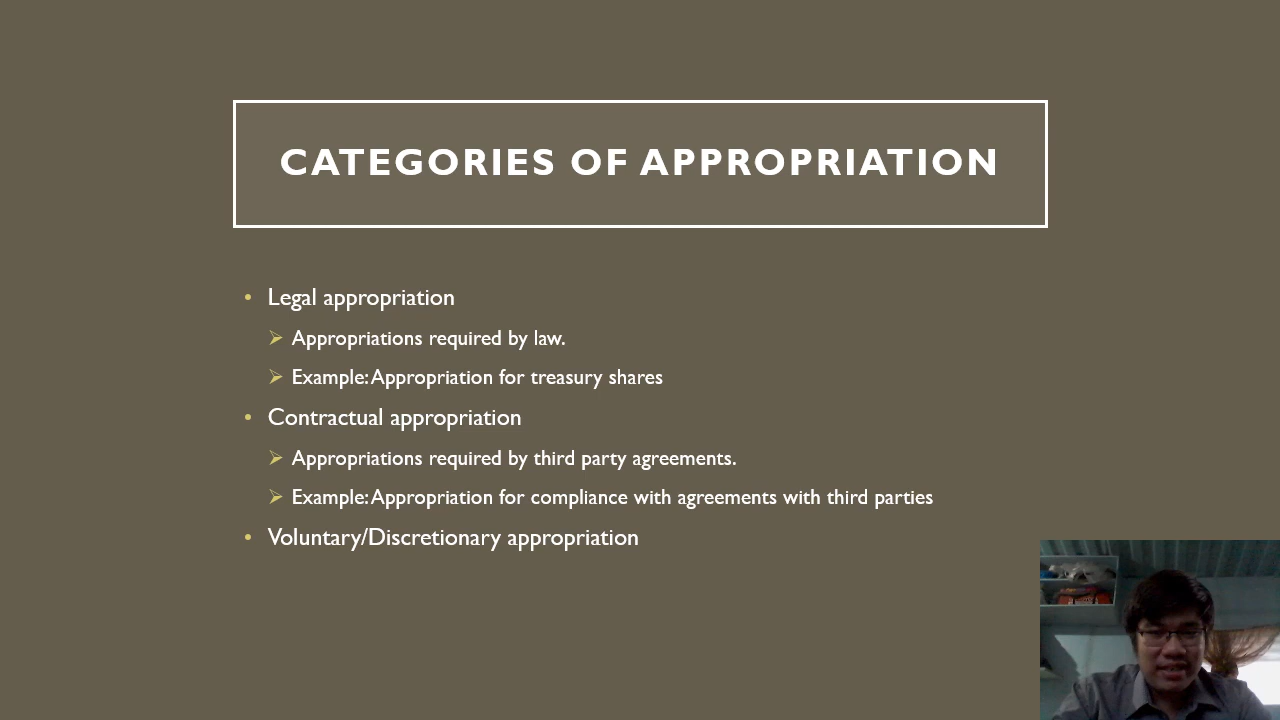 CATEGORIES OF APPROPRIATION
Legal appropriation
Appropriations required by law.
Example: Appropriation for treasury shares
Contractual appropriation
Appropriations required by third party agreements.
Example: Appropriation for compliance with agreements with third parties
Voluntary/Discretionary appropriation